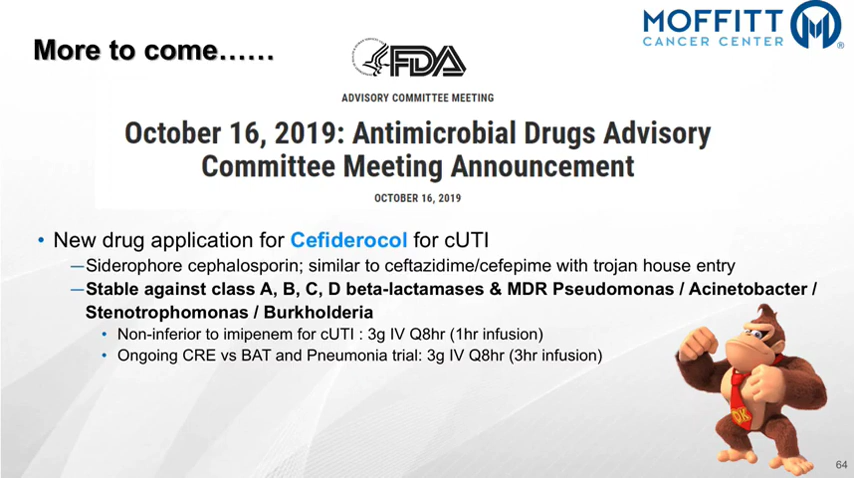 More to come......
MOFFITT
CANCER CENTER
®
FDA
ADVISORY COMMITTEE MEETING
October 16, 2019: Antimicrobial Drugs Advisory
Committee Meeting Announcement
OCTOBER 16, 2019
• New drug application for Cefiderocol for cUTI
—Siderophore cephalosporin; similar to ceftazidime/cefepime with trojan house entry
—Stable against class A, B, C, D beta-lactamases & MDR Pseudomonas / Acinetobacter /
Stenotrophomonas / Burkholderia
• Non-inferior to imipenem for cUTI : 3g IV Q8hr (1hr infusion)
• Ongoing CRE vs BAT and Pneumonia trial: 3g IV Q8hr (3hr infusion)
DK
64